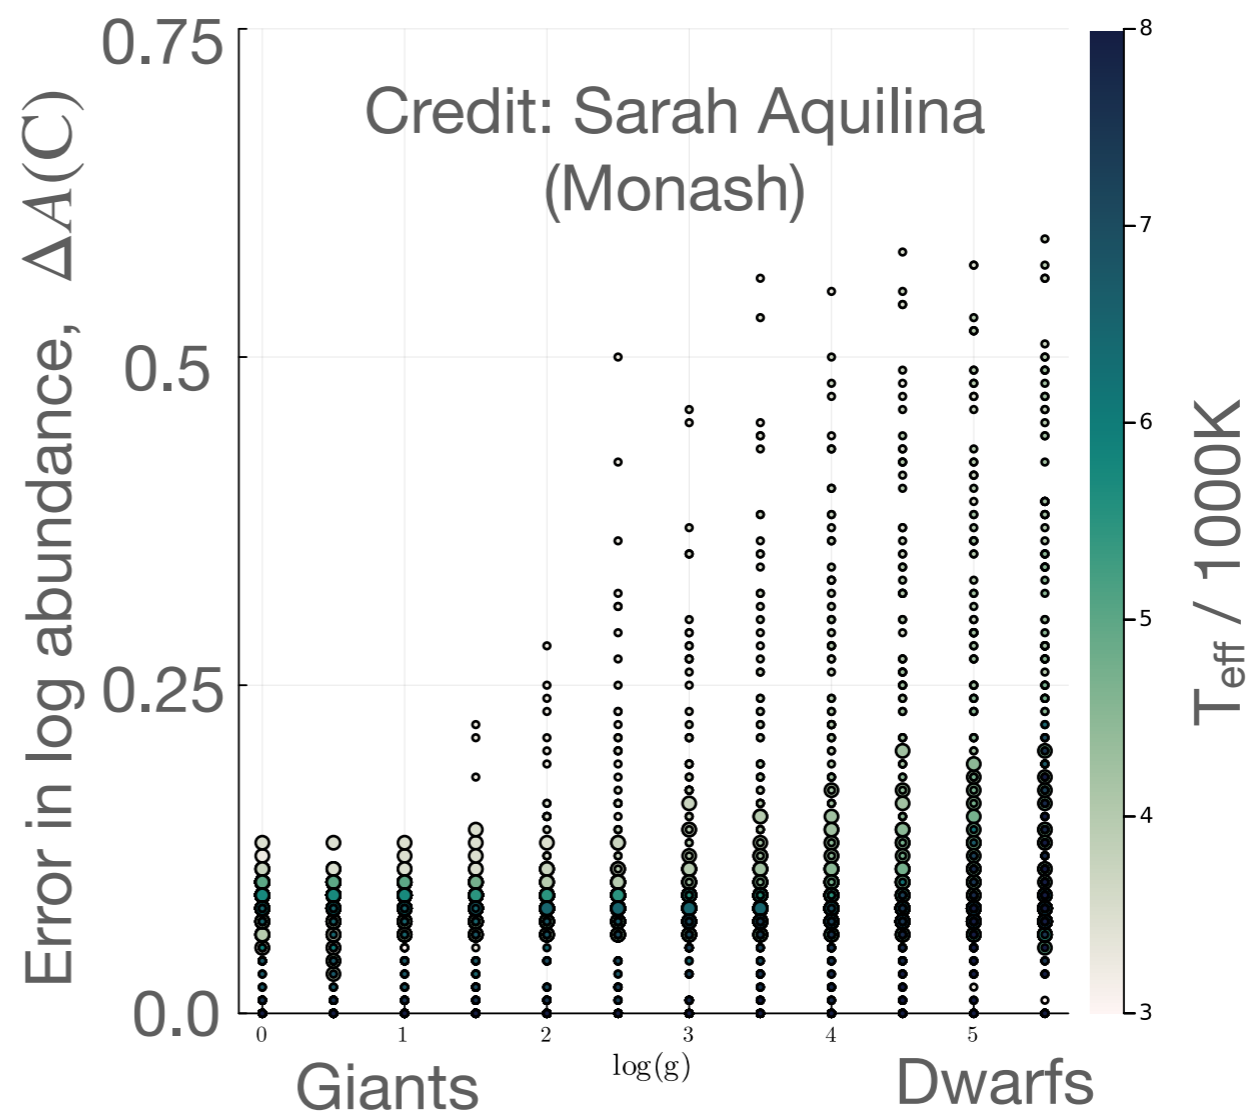 Credit: Sarah Aquilina
(Monash)
Error in log abundance, ΔA(C)
0.75
0.5
0.25
0.0
0 1 2 3 4 5
log(g)
Giants
Dwarfs
8
7
6
5
4
3
Teff / 1000K